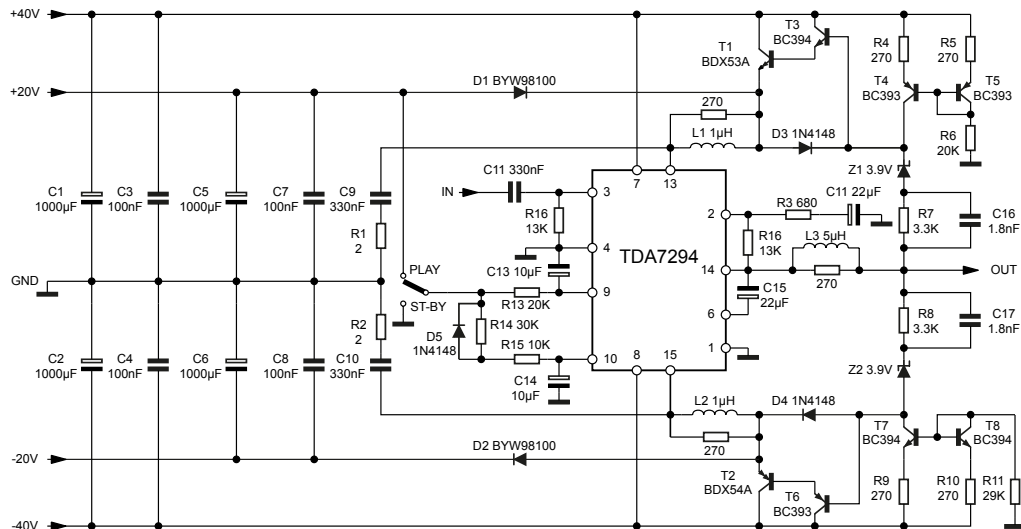 +40V
T3
BC394
T1
BDX53A
R4
270
R5
270
T4
BC393
T5
BC393
D1 BYW98100
+20V
270
L1 1µH
D3 1N4148
R6
20K
Z1 3.9V
C1
1000µF
C3
100nF
C5
1000µF
C7
100nF
C9
330nF
C11 330nF
IN
3
7
13
2
R3 680
C11 22µF
R7
3.3K
C16
1.8nF
R16
13K
R16
13K
L3 5µH
R1
2
4
TDA7294
C13 10µF
PLAY
GND
14
270
OUT
ST-BY
R13 20K
9
C15
22µF
R2
2
D5
1N4148
R14 30K
6
R8
3.3K
C17
1.8nF
R15 10K
10
8
15
1
C2
1000µF
C4
100nF
C6
1000µF
C8
100nF
C10
330nF
C14
10µF
Z2 3.9V
L2 1µH
D4 1N4148
T7
BC394
T8
BC394
D2 BYW98100
270
-20V
T2
BDX54A
T6
BC393
R9
270
R10
270
R11
29K
-40V